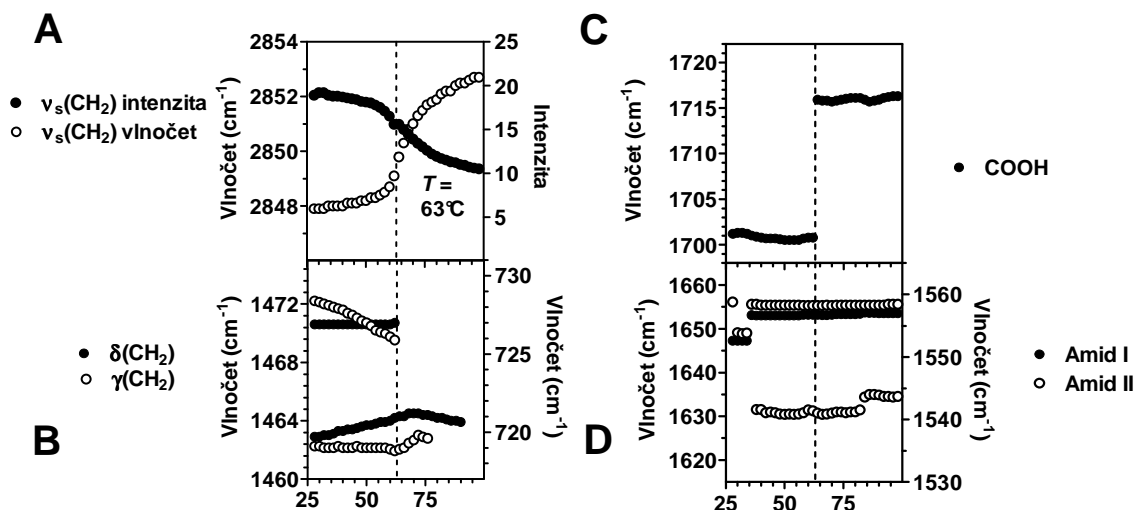 A
2854
2852
2850
2848
Vlnočet (cm⁻¹)
25
20
15
10
5
Intenzita
νs(CH₂) intenzita
νs(CH₂) vlnočet
T =
63°C
B
1472
1468
1464
1460
Vlnočet (cm⁻¹)
730
725
720
Vlnočet (cm⁻¹)
δ(CH₂)
γ(CH₂)
25
50
75
C
1720
1715
1710
1705
1700
Vlnočet (cm⁻¹)
COOH
D
1660
1650
1640
1630
1620
Vlnočet (cm⁻¹)
1560
1550
1540
1530
Vlnočet (cm⁻¹)
Amid I
Amid II
25
50
75